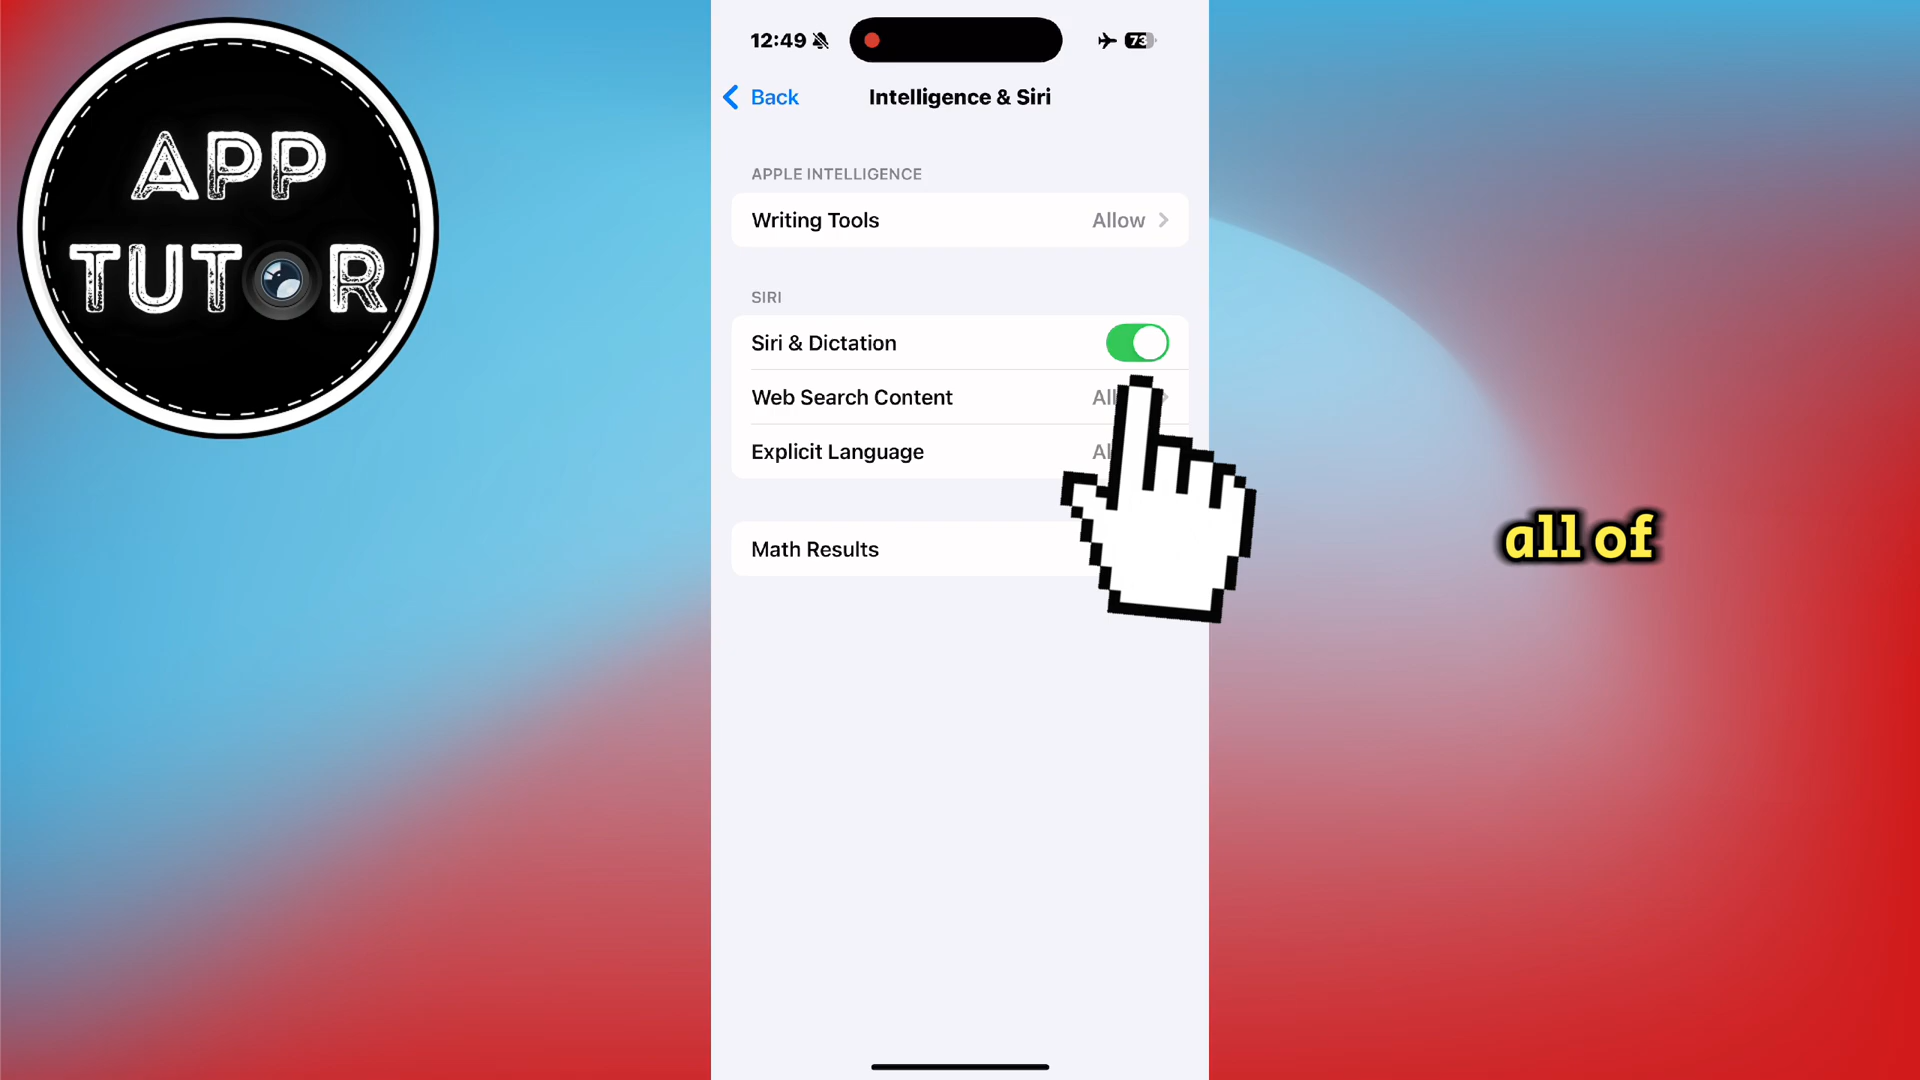 APP
TUTOR
12:49
73
Back
Intelligence & Siri
APPLE INTELLIGENCE
Writing Tools
Allow
SIRI
Siri & Dictation
Web Search Content
Explicit Language
Math Results
all of